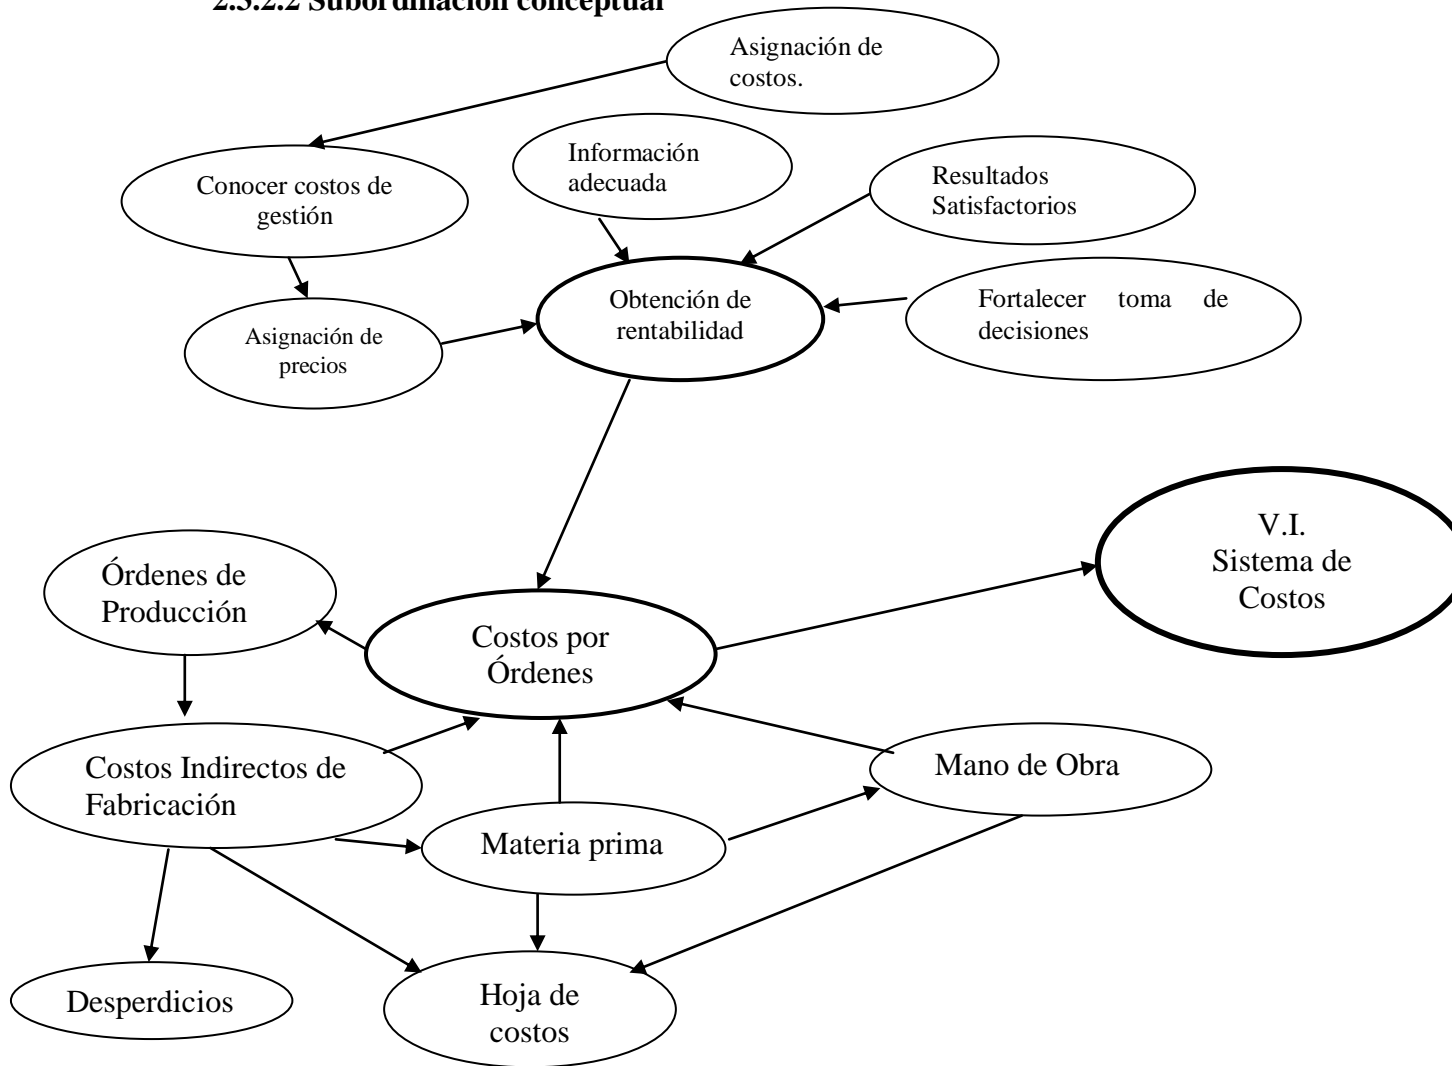 2.5.2.2 Subordinación conceptual
Asignación de
costos.
Información
adecuada
Conocer costos de
gestión
Resultados
Satisfactorios
Obtención de
rentabilidad
Fortalecer toma de
decisiones
Asignación de
precios
V.I.
Sistema de
Costos
Órdenes de
Producción
Costos por
Órdenes
Costos Indirectos de
Fabricación
Mano de Obra
Materia prima
Desperdicios
Hoja de
costos